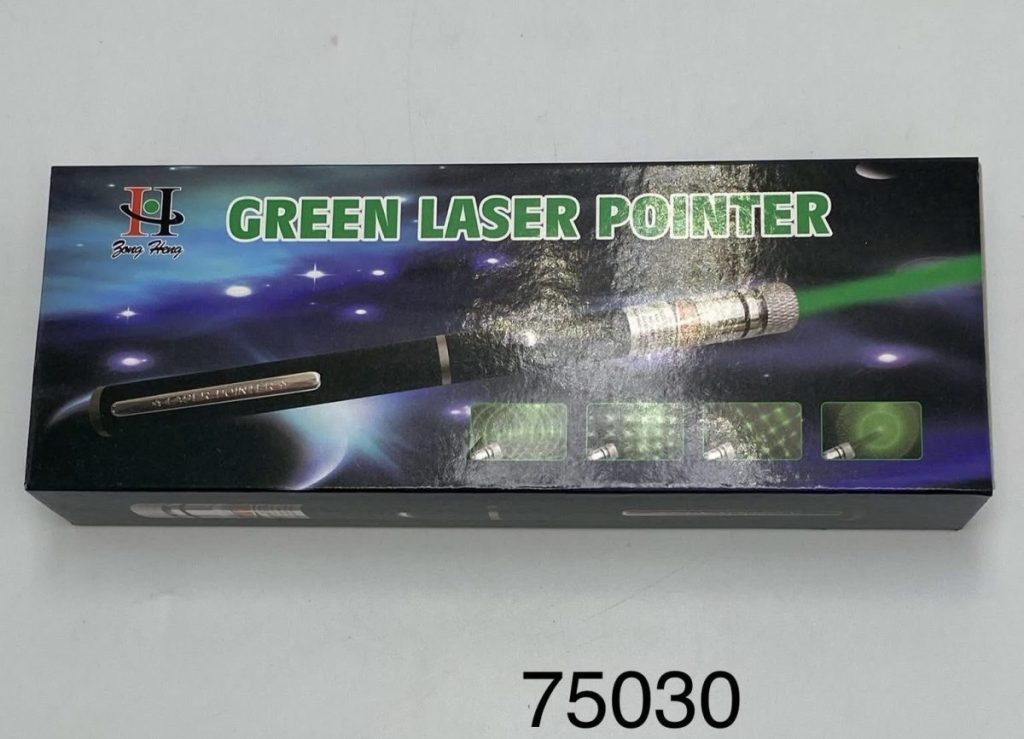 GREEN LASER POINTER
Zong Heng
LASER POINTER
75030